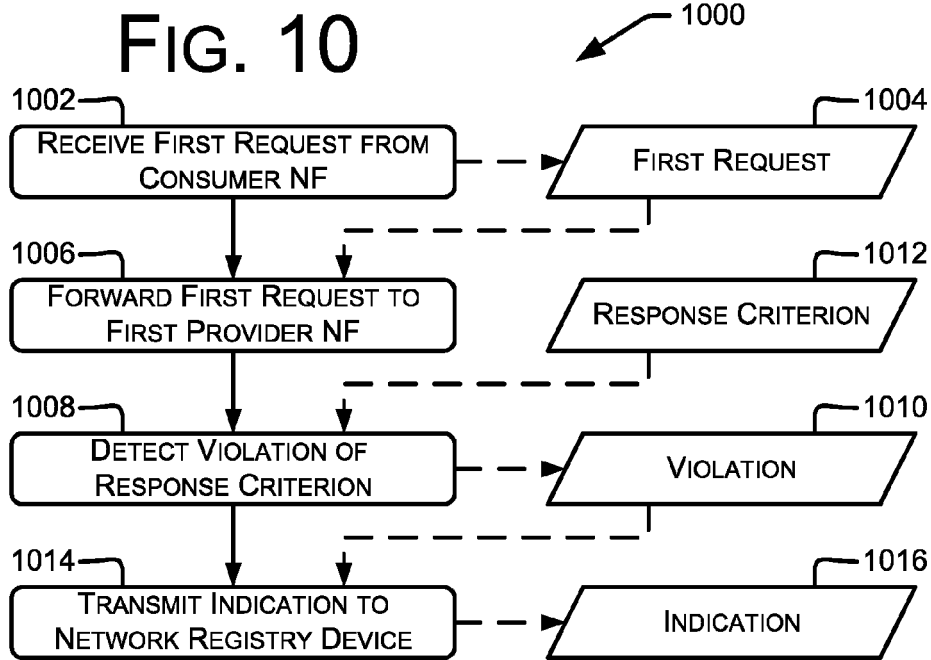 FIG. 10
1000
1002
1004
RECEIVE FIRST REQUEST FROM
CONSUMER NF
FIRST REQUEST
1006
1012
FORWARD FIRST REQUEST TO
FIRST PROVIDER NF
RESPONSE CRITERION
1008
1010
DETECT VIOLATION OF
RESPONSE CRITERION
VIOLATION
1014
1016
TRANSMIT INDICATION TO
NETWORK REGISTRY DEVICE
INDICATION